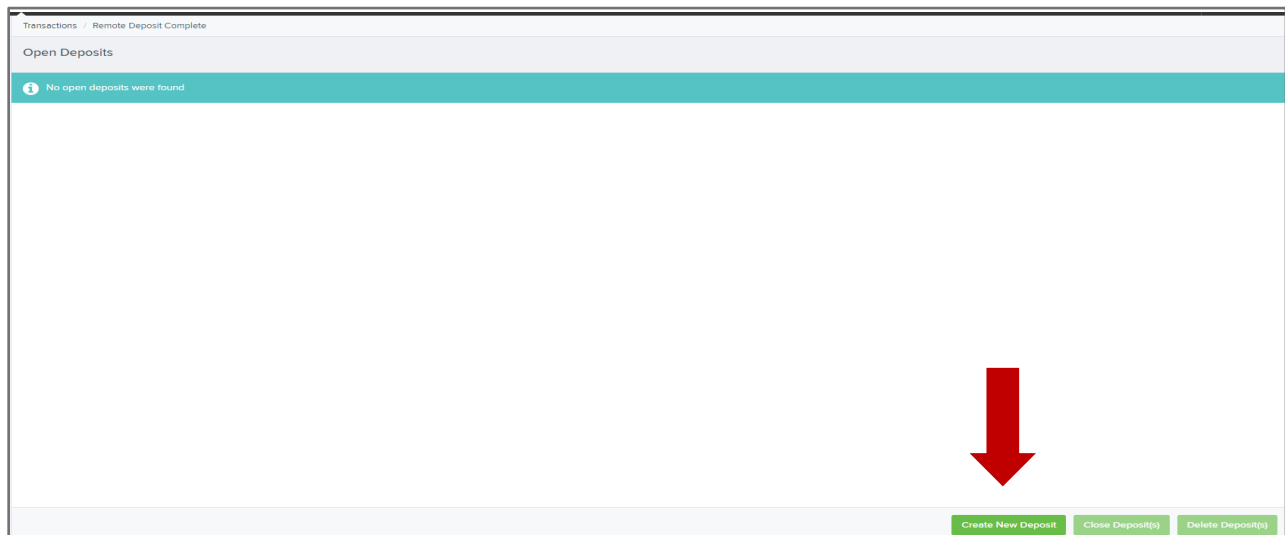 Transactions / Remote Deposit Complete
Open Deposits
No open deposits were found
Create New Deposit Close Deposit(s) Delete Deposit(s)